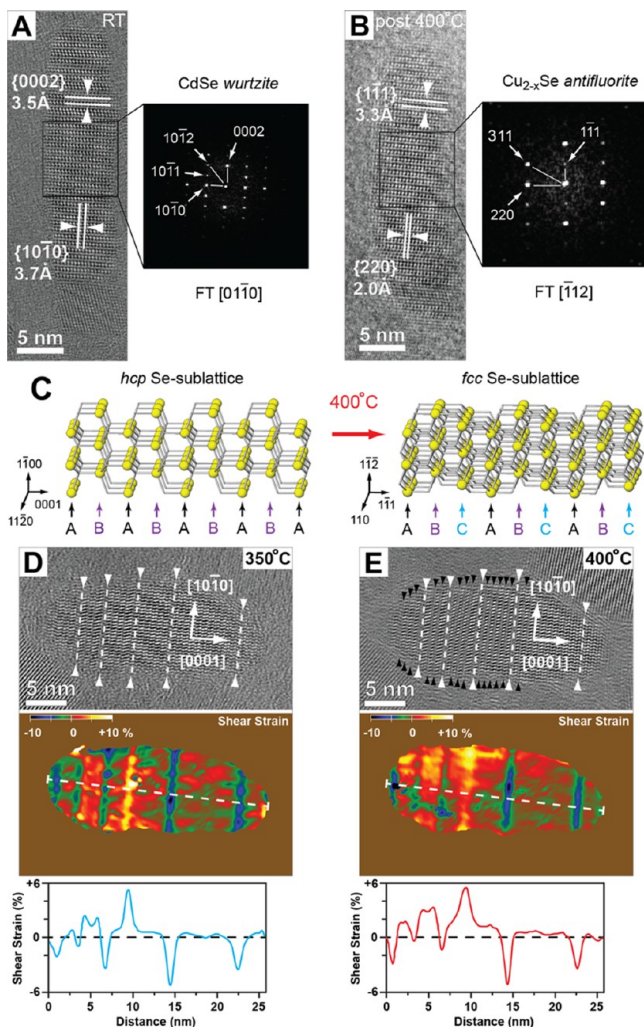 A
RT
{0002}
3.5Å
CdSe wurtzite
101̄2
0002
101̄1
101̄0
{101̄0}
3.7Å
FT [011̄0]
5 nm
B
post 400°C
{11̄1}
3.3Å
Cu2-xSe antifluorite
311
11̄1
220
{220}
2.0Å
FT [1̄12]
5 nm
C
hcp Se-sublattice
400°C
fcc Se-sublattice
11̄00
0001
112̄0
A B A B A B A B A
11̄2̄
11̄1
110
A B C A B C A B C
D
350°C
[101̄0]
[0001]
5 nm
Shear Strain
-10 0 +10 %
+6
0
-6
Shear Strain (%)
0 5 10 15 20 25
Distance (nm)
E
400°C
[101̄0]
[0001]
5 nm
Shear Strain
-10 0 +10 %
+6
0
-6
Shear Strain (%)
0 5 10 15 20 25
Distance (nm)